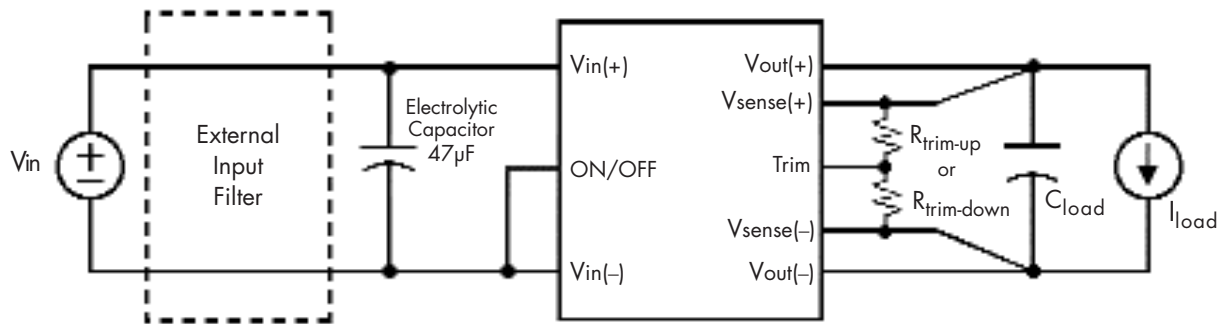 Vin
External
Input
Filter
Electrolytic
Capacitor
47µF
Vin(+)
ON/OFF
Vin(–)
Vout(+)
Vsense(+)
Trim
Vsense(–)
Vout(–)
Rtrim-up
or
Rtrim-down
Cload
Iload